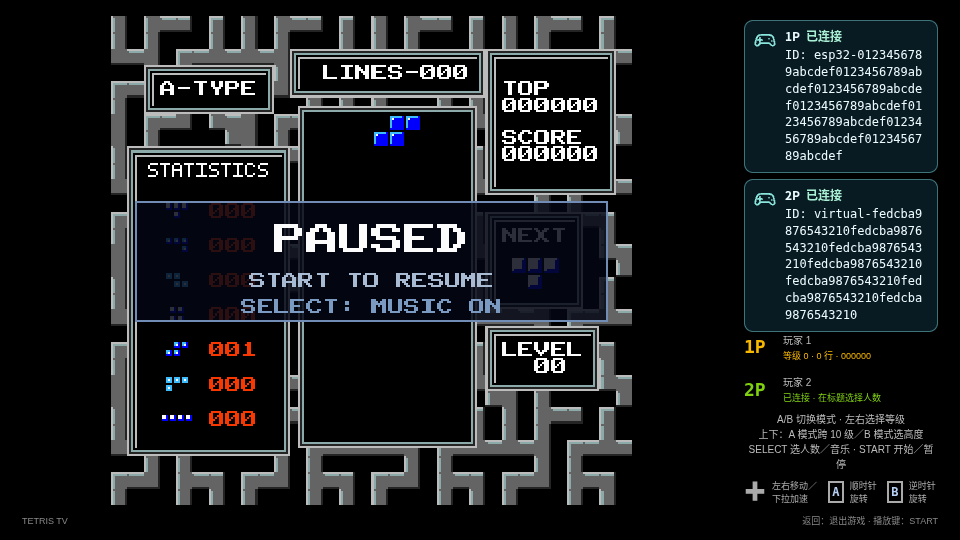 A-TYPE
LINES-000
TOP
000000
SCORE
000000
STATISTICS
000
000
000
000
001
000
000
PAUSED
START TO RESUME
SELECT: MUSIC ON
NEXT
LEVEL
00
1P 已连接
ID: esp32-012345678
9abcdef0123456789ab
cdef0123456789abcde
f0123456789abcdef01
23456789abcdef01234
56789abcdef01234567
89abcdef
2P 已连接
ID: virtual-fedcba9
876543210fedcba9876
543210fedcba9876543
210fedcba9876543210
fedcba9876543210fed
cba9876543210fedcba
9876543210
1P 玩家 1
等级 0 · 0 行 · 000000
2P 玩家 2
已连接 · 在标题选择人数
A/B 切换模式 · 左右选择等级
上下: A 模式跨 10 级／B 模式选高度
SELECT 选人数／音乐 · START 开始／暂
停
左右移动／
下拉加速
A 顺时针
旋转
B 逆时针
旋转
TETRIS TV
返回: 退出游戏 · 播放键: START